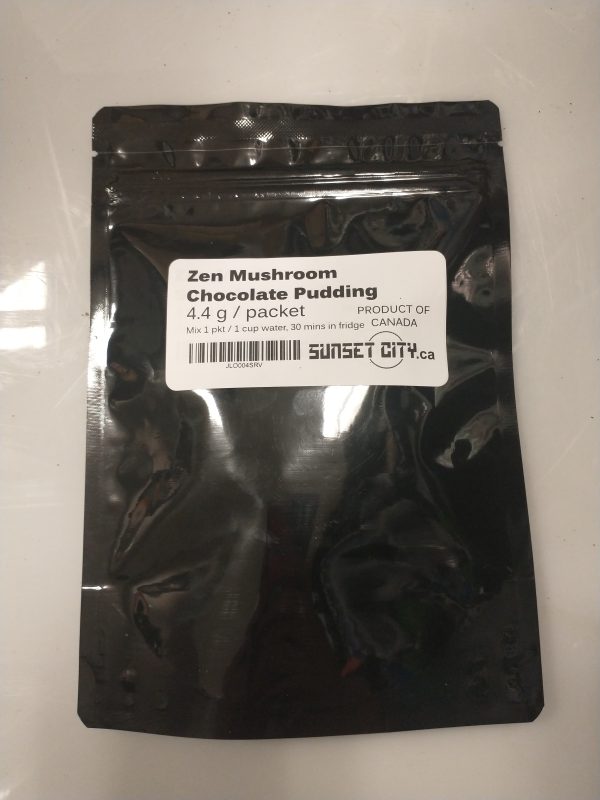 Zen Mushroom
Chocolate Pudding
4.4 g / packet
PRODUCT OF
CANADA
Mix 1 pkt / 1 cup water, 30 mins in fridge
JLO004SRV
SUNSET CITY.ca